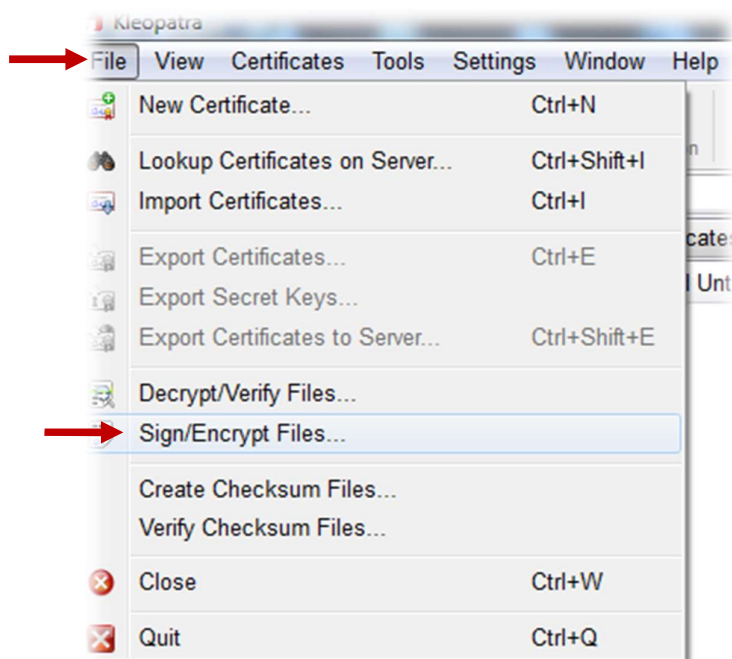 Kleopatra
File View Certificates Tools Settings Window Help
New Certificate... Ctrl+N
Lookup Certificates on Server... Ctrl+Shift+I
Import Certificates... Ctrl+I
Export Certificates... Ctrl+E
Export Secret Keys...
Export Certificates to Server... Ctrl+Shift+E
Decrypt/Verify Files...
Sign/Encrypt Files...
Create Checksum Files...
Verify Checksum Files...
Close Ctrl+W
Quit Ctrl+Q